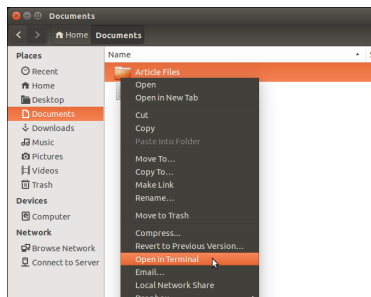 Documents
Home Documents
Places
Recent
Home
Desktop
Documents
Downloads
Music
Pictures
Videos
Trash
Devices
Computer
Network
Browse Network
Connect to Server
Name
Article Files
Open
Open in New Tab
Cut
Copy
Paste Into Folder
Move To...
Copy To...
Make Link
Rename...
Move to Trash
Compress...
Revert to Previous Version...
Open in Terminal
Email...
Local Network Share